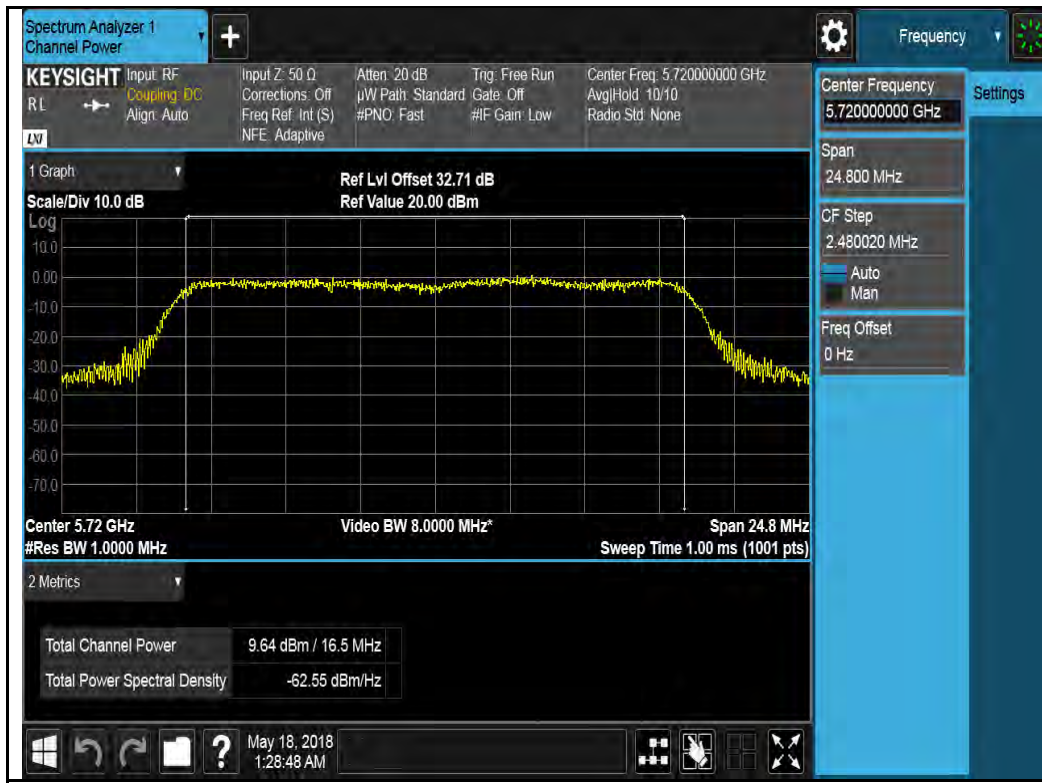 Spectrum Analyzer 1
Channel Power
+
Frequency
KEYSIGHT
RL
LXI
Input: RF
Coupling: DC
Align: Auto
Input Z: 50 Ω
Corrections: Off
Freq Ref: Int (S)
NFE: Adaptive
Atten: 20 dB
µW Path: Standard
#PNO: Fast
Trig: Free Run
Gate: Off
#IF Gain: Low
Center Freq: 5.720000000 GHz
Avg|Hold: 10/10
Radio Std: None
Center Frequency
5.720000000 GHz
Settings
Span
24.800 MHz
CF Step
2.480020 MHz
Auto
Man
Freq Offset
0 Hz
1 Graph
Scale/Div 10.0 dB
Ref Lvl Offset 32.71 dB
Ref Value 20.00 dBm
Log
10.0
0.00
-10.0
-20.0
-30.0
-40.0
-50.0
-60.0
-70.0
Center 5.72 GHz
#Res BW 1.0000 MHz
Video BW 8.0000 MHz*
Span 24.8 MHz
Sweep Time 1.00 ms (1001 pts)
2 Metrics
Total Channel Power 9.64 dBm / 16.5 MHz
Total Power Spectral Density -62.55 dBm/Hz
?
May 18, 2018
1:28:48 AM